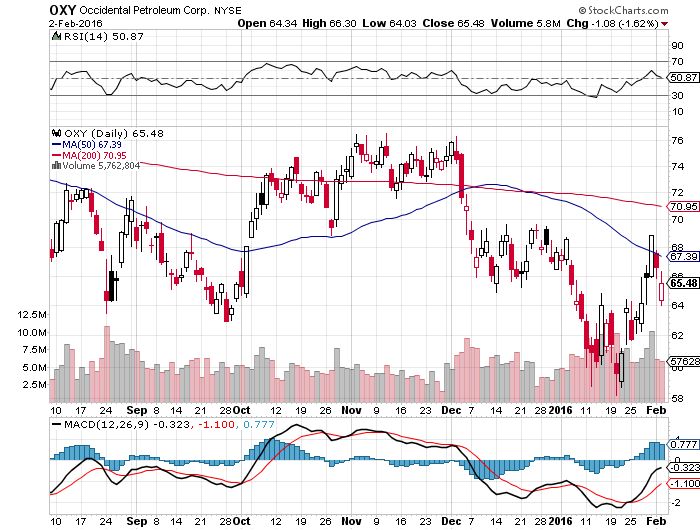 OXY Occidental Petroleum Corp. NYSE © StockCharts.com
2-Feb-2016 Open 64.34 High 66.30 Low 64.03 Close 65.48 Volume 5.8M Chg -1.08 (-1.62%)
RSI(14) 50.87
90
70
50.87
30
10
OXY (Daily) 65.48
MA(50) 67.39
MA(200) 70.95
Volume 5,762,804
76
74
72
70.95
70
68
67.39
66
65.48
64
12.5M
62
10.0M
7.5M
5.0M
57628
60
2.5M
58
10 17 24 Sep 8 14 21 28 Oct 12 19 26 Nov 9 16 23 Dec 7 14 21 28 2016 11 19 25 Feb
MACD(12,26,9) -0.323, -1.100, 0.777
0.777
0
-0.323
-1.100
-2
10 17 24 Sep 8 14 21 28 Oct 12 19 26 Nov 9 16 23 Dec 7 14 21 28 2016 11 19 25 Feb